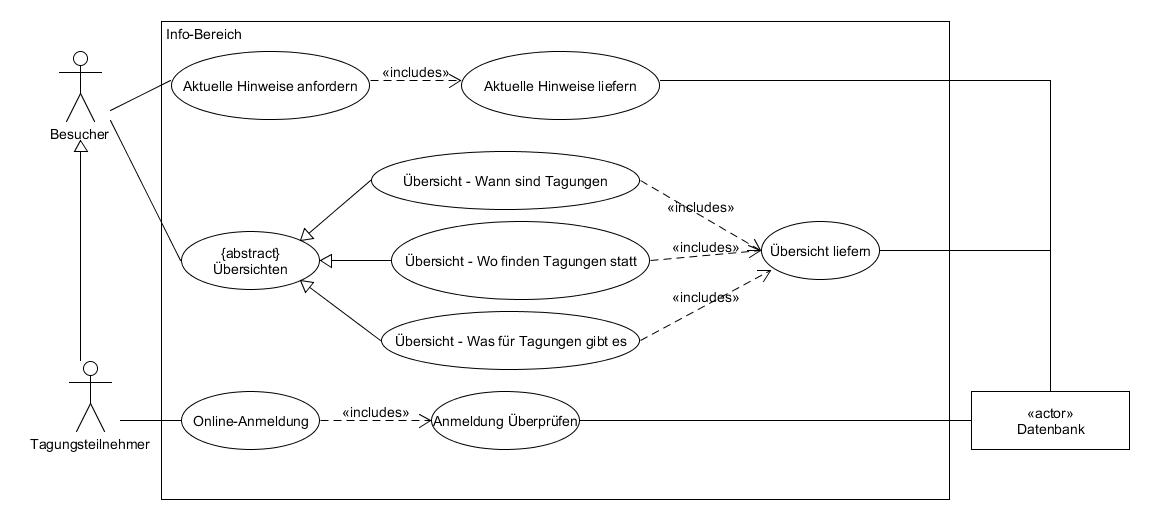 Info-Bereich
Aktuelle Hinweise anfordern
«includes»
Aktuelle Hinweise liefern
Besucher
Übersicht - Wann sind Tagungen
«includes»
{abstract}
Übersichten
Übersicht - Wo finden Tagungen statt
«includes»
Übersicht liefern
«includes»
Übersicht - Was für Tagungen gibt es
Tagungsteilnehmer
Online-Anmeldung
«includes»
Anmeldung Überprüfen
«actor»
Datenbank